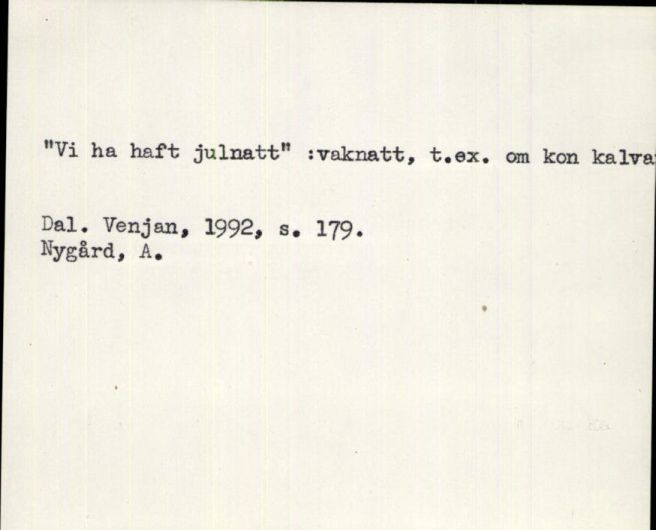 "Vi ha haft julnatt" :vaknatt, t.ex. om kon kalva
Dal. Venjan, 1992, s. 179.
Nygård, A.